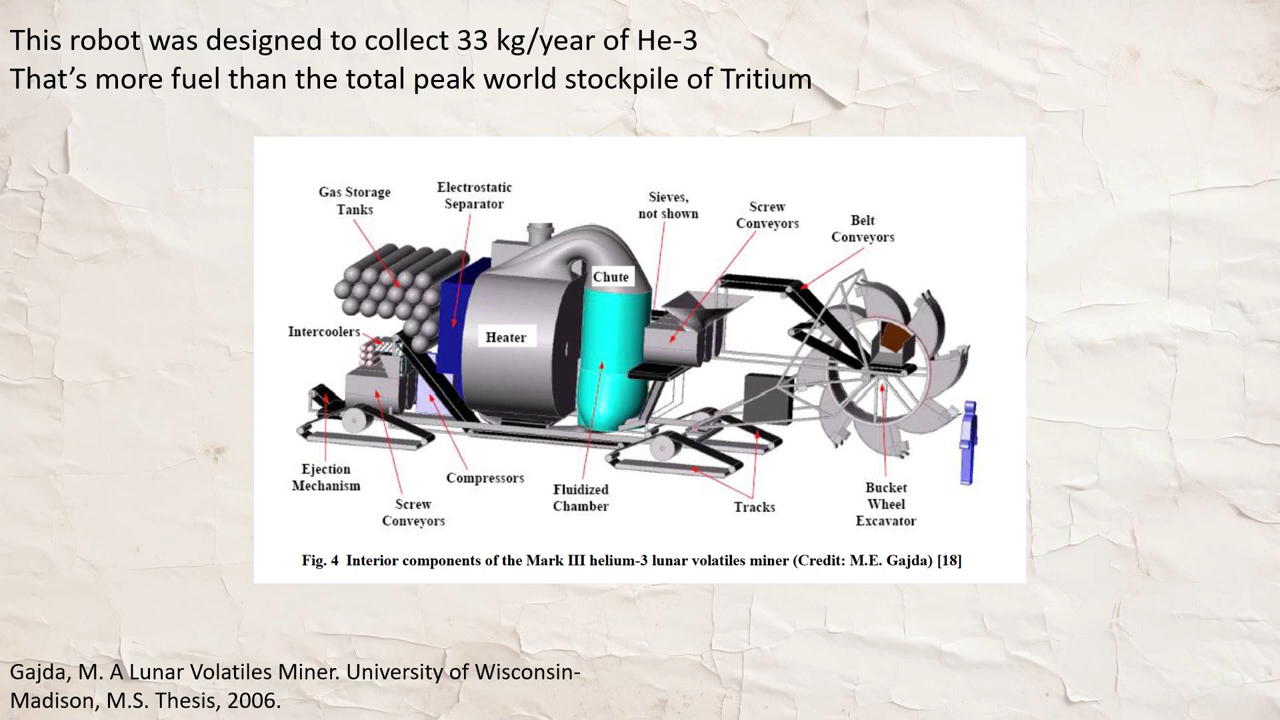 This robot was designed to collect 33 kg/year of He-3
That’s more fuel than the total peak world stockpile of Tritium
Gas Storage
Tanks
Electrostatic
Separator
Sieves,
not shown
Screw
Conveyors
Belt
Conveyors
Chute
Intercoolers
Heater
Ejection
Mechanism
Screw
Conveyors
Compressors
Fluidized
Chamber
Tracks
Bucket
Wheel
Excavator
Fig. 4 Interior components of the Mark III helium-3 lunar volatiles miner (Credit: M.E. Gajda) [18]
Gajda, M. A Lunar Volatiles Miner. University of Wisconsin-
Madison, M.S. Thesis, 2006.